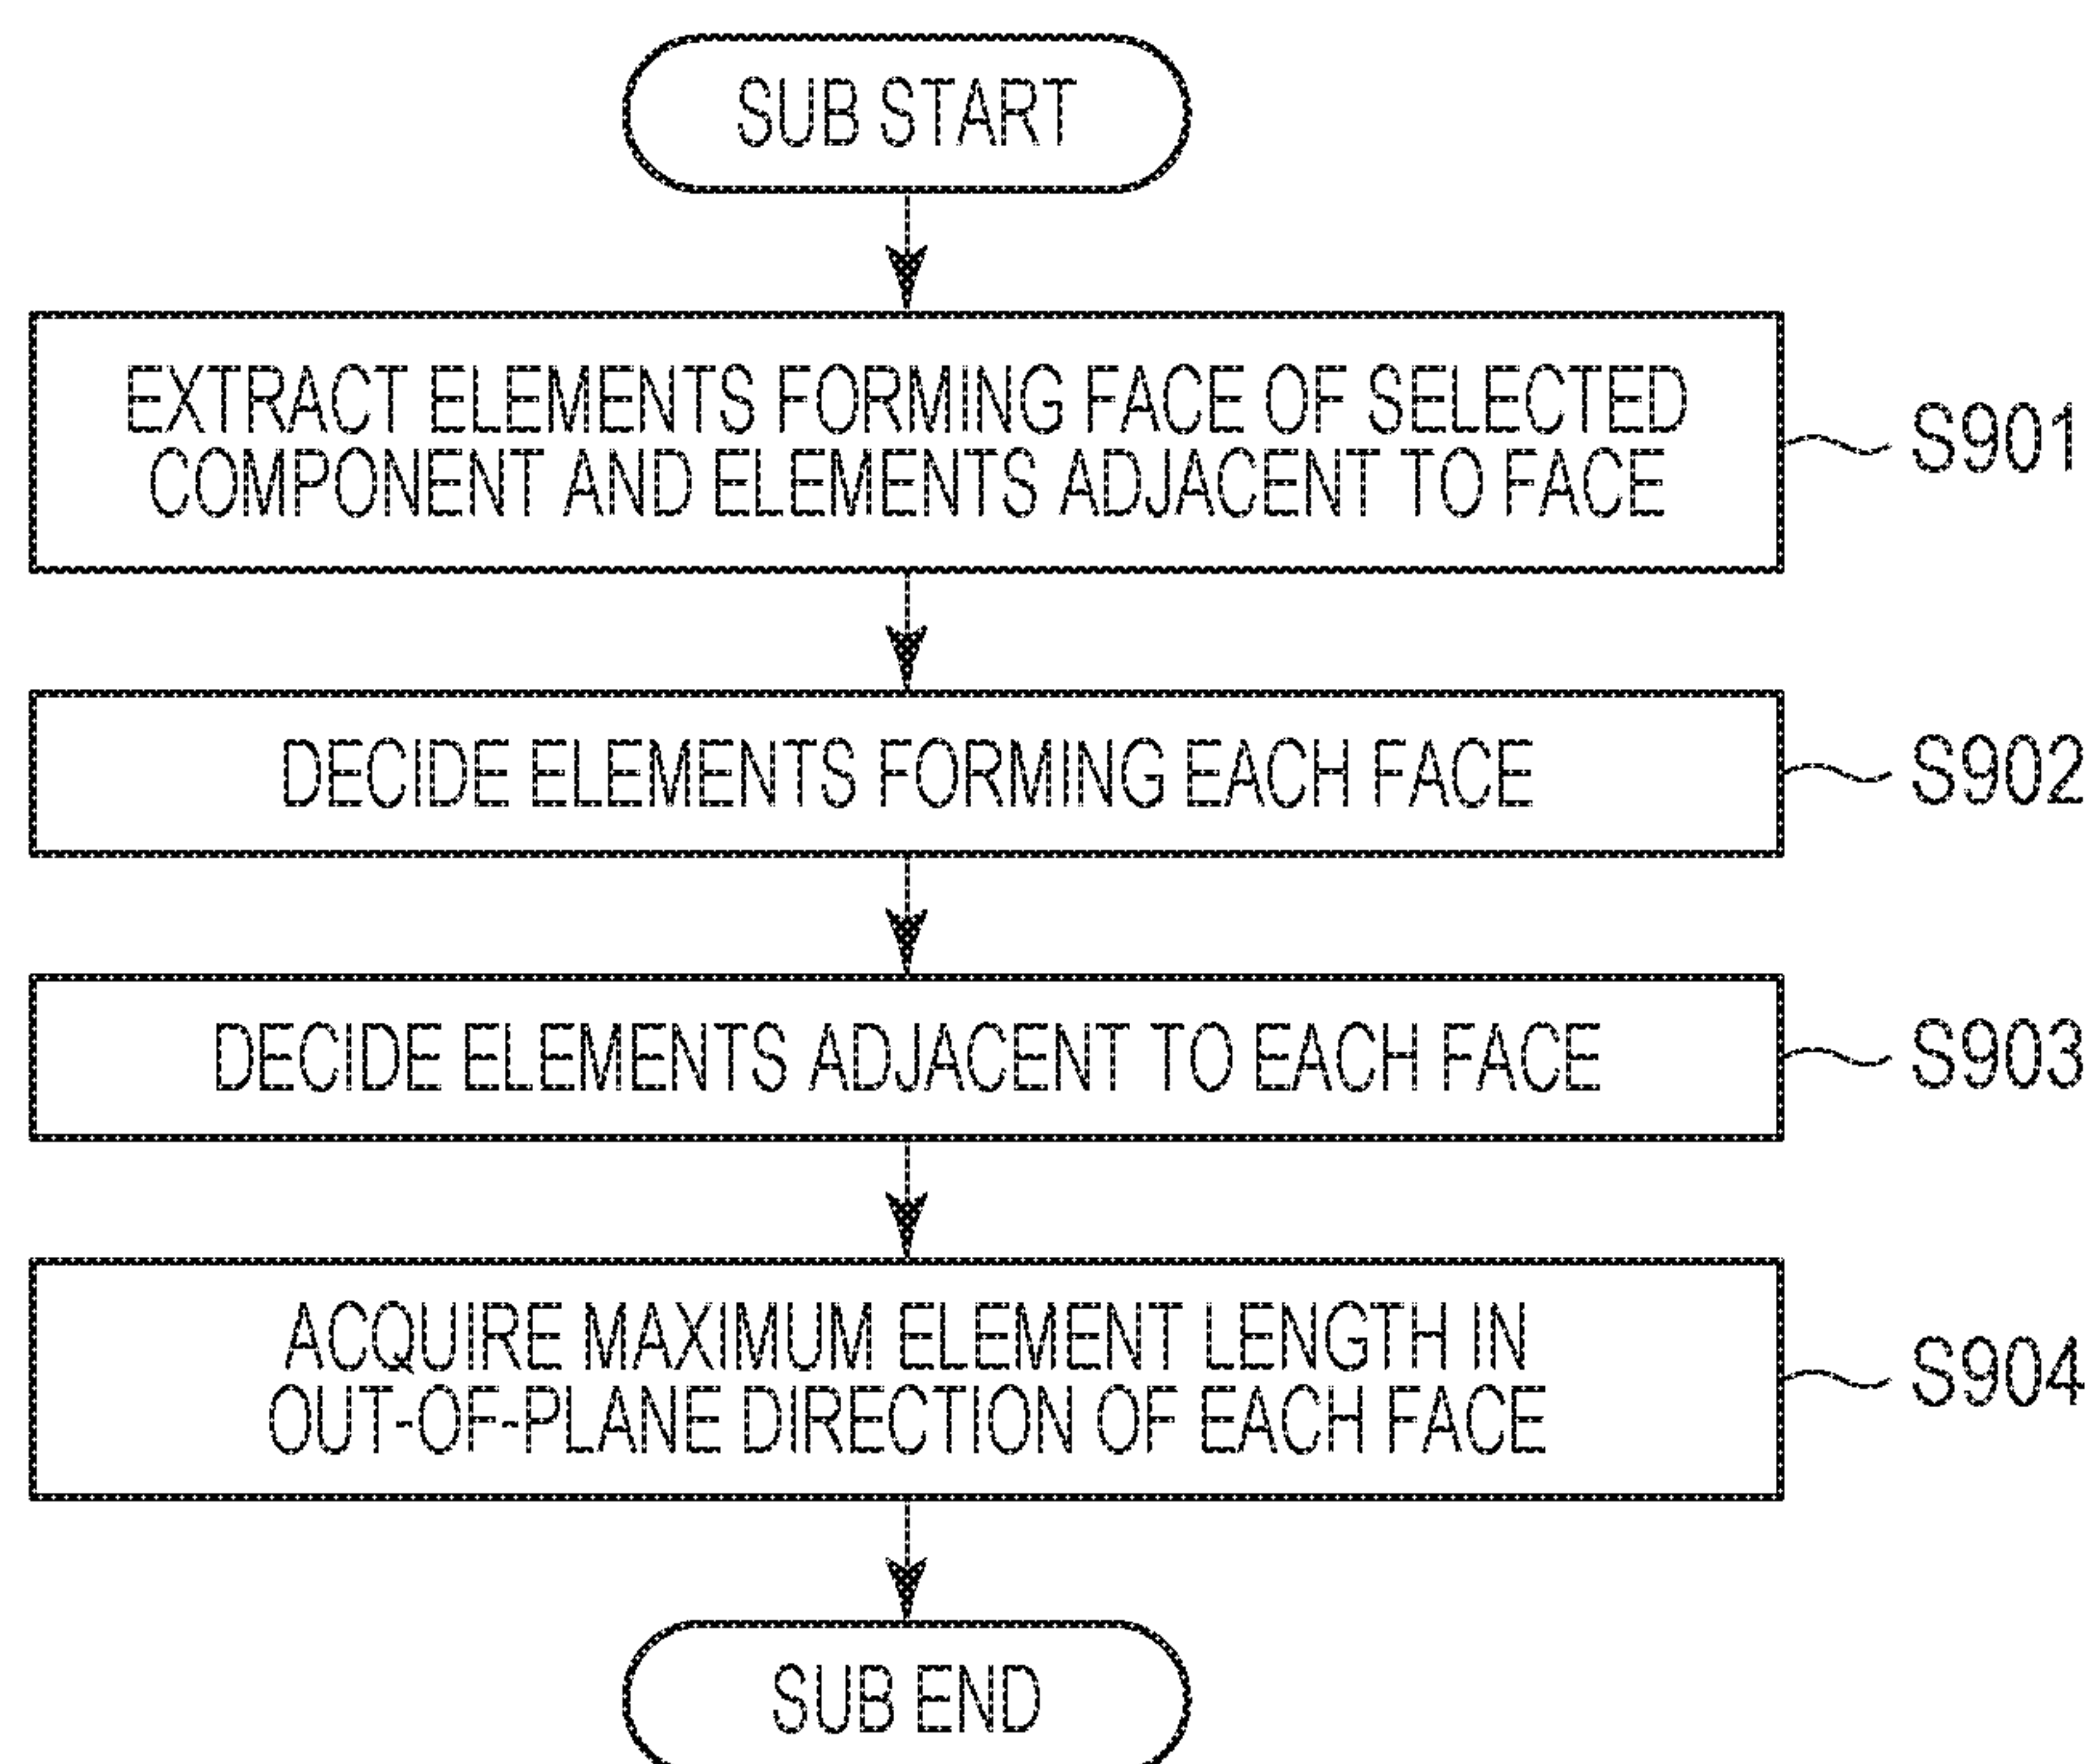 SUB START
EXTRACT ELEMENTS FORMING FACE OF SELECTED
COMPONENT AND ELEMENTS ADJACENT TO FACE
S901
DECIDE ELEMENTS FORMING EACH FACE
S902
DECIDE ELEMENTS ADJACENT TO EACH FACE
S903
ACQUIRE MAXIMUM ELEMENT LENGTH IN
OUT-OF-PLANE DIRECTION OF EACH FACE
S904
SUB END